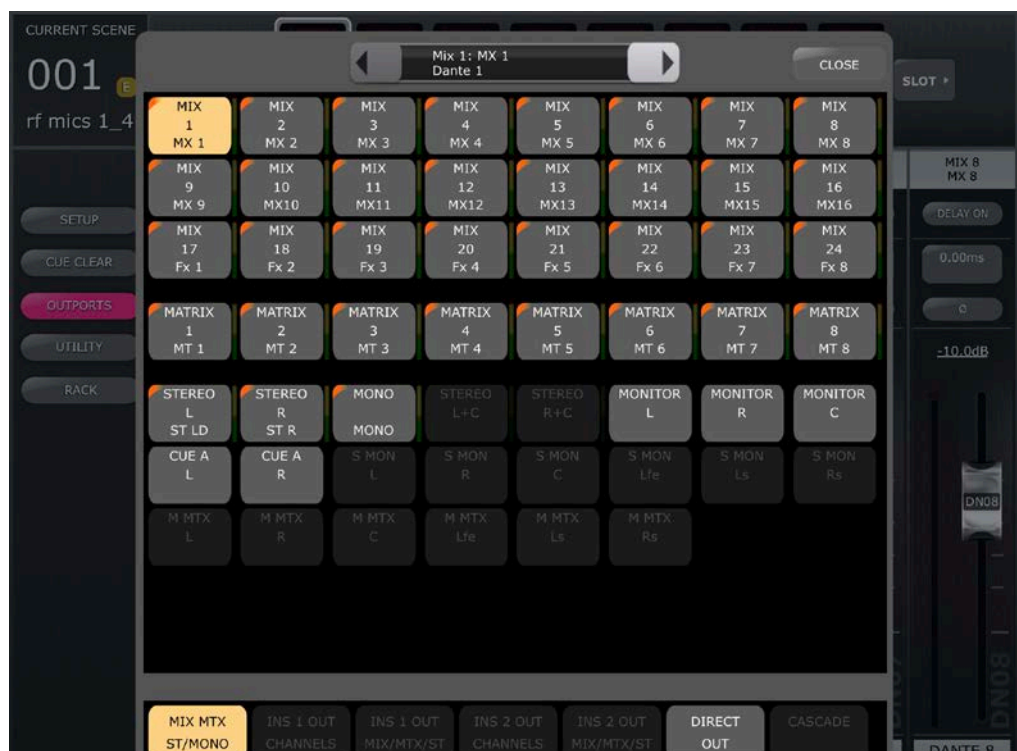 CURRENT SCENE
001 E
rf mics 1_4
Mix 1: MX 1
Dante 1
CLOSE
SLOT
SETUP
CUE CLEAR
OUTPORTS
UTILITY
RACK
MIX MIX MIX MIX MIX MIX MIX MIX
1 2 3 4 5 6 7 8
MX 1 MX 2 MX 3 MX 4 MX 5 MX 6 MX 7 MX 8
MIX MIX MIX MIX MIX MIX MIX MIX
9 10 11 12 13 14 15 16
MX 9 MX10 MX11 MX12 MX13 MX14 MX15 MX16
MIX MIX MIX MIX MIX MIX MIX MIX
17 18 19 20 21 22 23 24
Fx 1 Fx 2 Fx 3 Fx 4 Fx 5 Fx 6 Fx 7 Fx 8
MATRIX MATRIX MATRIX MATRIX MATRIX MATRIX MATRIX MATRIX
1 2 3 4 5 6 7 8
MT 1 MT 2 MT 3 MT 4 MT 5 MT 6 MT 7 MT 8
STEREO STEREO MONO STEREO STEREO MONITOR MONITOR MONITOR
L R L+C R+C L R C
ST LD ST R MONO
CUE A CUE A S MON S MON S MON S MON S MON S MON
L R L R C Lfe Ls Rs
M MTX M MTX M MTX M MTX M MTX M MTX
L R C Lfe Ls Rs
MIX MTX INS 1 OUT INS 1 OUT INS 2 OUT INS 2 OUT DIRECT CASCADE
ST/MONO CHANNELS MIX/MTX/ST CHANNELS MIX/MTX/ST OUT
MIX 8
MX 8
DELAY ON
0.00ms
Ø
-10.0dB
DN08
DN07
DN08
DANTE 8